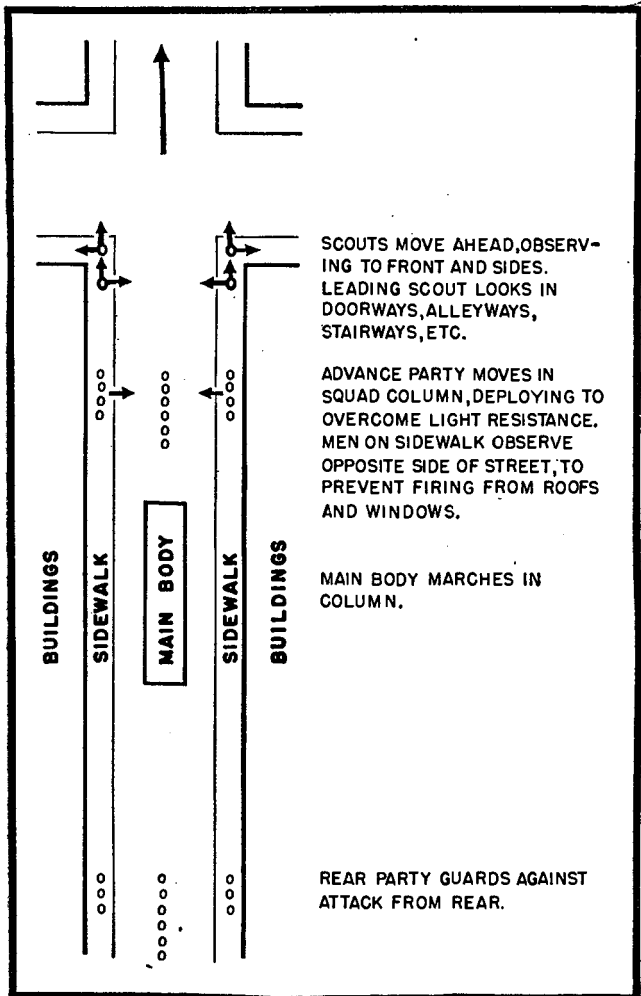 SCOUTS MOVE AHEAD,OBSERV-
ING TO FRONT AND SIDES.
LEADING SCOUT LOOKS IN
DOORWAYS,ALLEYWAYS,
STAIRWAYS,ETC.
ADVANCE PARTY MOVES IN
SQUAD COLUMN,DEPLOYING TO
OVERCOME LIGHT RESISTANCE.
MEN ON SIDEWALK OBSERVE
OPPOSITE SIDE OF STREET,TO
PREVENT FIRING FROM ROOFS
AND WINDOWS.
BUILDINGS
SIDEWALK
MAIN BODY
SIDEWALK
BUILDINGS
MAIN BODY MARCHES IN
COLUMN.
REAR PARTY GUARDS AGAINST
ATTACK FROM REAR.